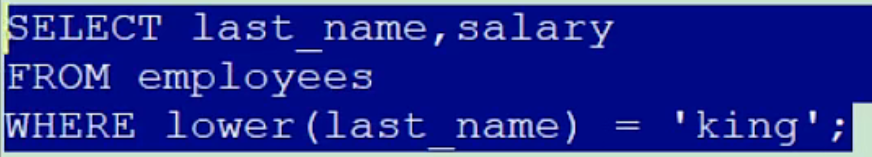 SELECT last_name,salary
FROM employees
WHERE lower(last_name) = 'king';